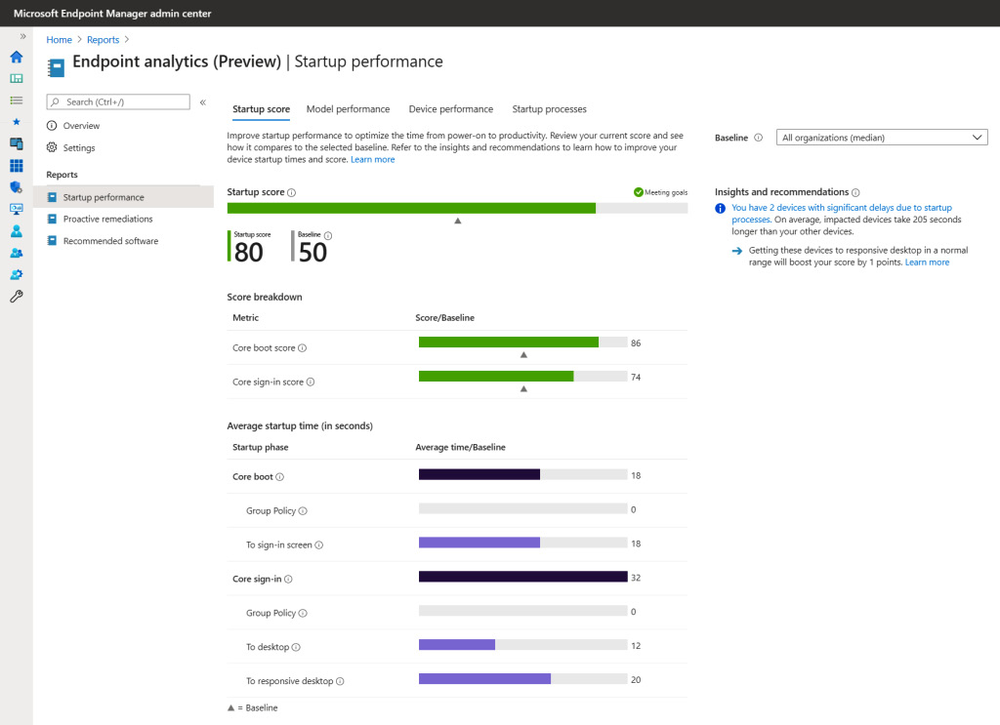 Microsoft Endpoint Manager admin center
Home > Reports >
Endpoint analytics (Preview) | Startup performance
Search (Ctrl+/)
«
Overview
Settings
Reports
Startup performance
Proactive remediations
Recommended software
Startup score
Model performance
Device performance
Startup processes
Improve startup performance to optimize the time from power-on to productivity. Review your current score and see
how it compares to the selected baseline. Refer to the insights and recommendations to learn how to improve your
device startup times and score. Learn more
Baseline
All organizations (median)
Startup score
Meeting goals
Startup score
80
Baseline
50
Insights and recommendations
You have 2 devices with significant delays due to startup
processes. On average, impacted devices take 205 seconds
longer than your other devices.
Getting these devices to responsive desktop in a normal
range will boost your score by 1 points. Learn more
Score breakdown
Metric Score/Baseline
Core boot score 86
Core sign-in score 74
Average startup time (in seconds)
Startup phase Average time/Baseline
Core boot 18
Group Policy 0
To sign-in screen 18
Core sign-in 32
Group Policy 0
To desktop 12
To responsive desktop 20
▲ = Baseline